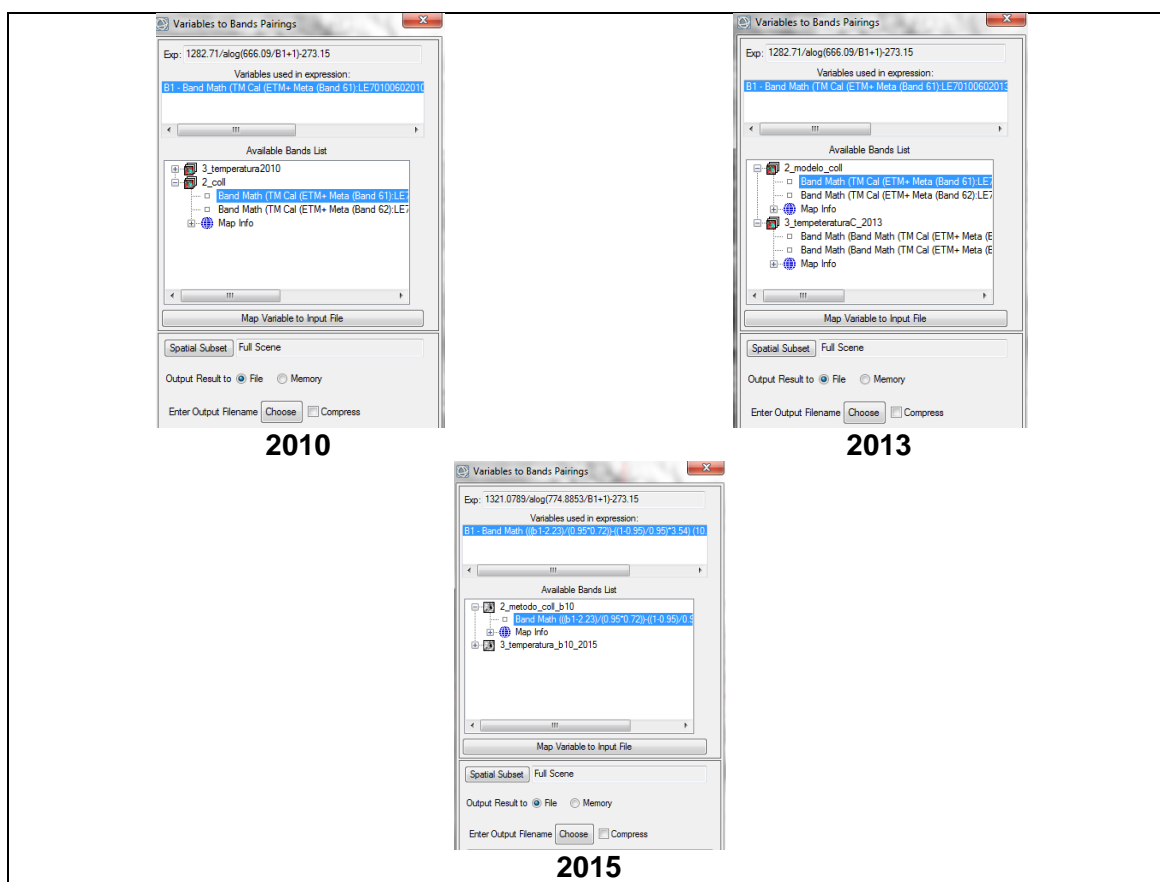 Variables to Bands Pairings
Exp: 1282.71/alog(666.09/B1+1)-273.15
Variables used in expression:
B1 - Band Math (TM Cal (ETM+ Meta (Band 61):LE70100602010
Available Bands List
3_temperatura2010
2_coll
Band Math (TM Cal (ETM+ Meta (Band 61):LE7
Band Math (TM Cal (ETM+ Meta (Band 62):LE7
Map Info
Map Variable to Input File
Spatial Subset Full Scene
Output Result to File Memory
Enter Output Filename Choose Compress
2010
Variables to Bands Pairings
Exp: 1282.71/alog(666.09/B1+1)-273.15
Variables used in expression:
B1 - Band Math (TM Cal (ETM+ Meta (Band 61):LE70100602013
Available Bands List
2_modelo_coll
Band Math (TM Cal (ETM+ Meta (Band 61):LE7
Band Math (TM Cal (ETM+ Meta (Band 62):LE7
Map Info
3_tempeteraturaC_2013
Band Math (Band Math (TM Cal (ETM+ Meta (E
Band Math (Band Math (TM Cal (ETM+ Meta (E
Map Info
Map Variable to Input File
Spatial Subset Full Scene
Output Result to File Memory
Enter Output Filename Choose Compress
2013
Variables to Bands Pairings
Exp: 1321.0789/alog(774.8853/B1+1)-273.15
Variables used in expression:
B1 - Band Math (((b1-2.23)/(0.95*0.72))-((1-0.95)/0.95)*3.54) (10.
Available Bands List
2_metodo_coll_b10
Band Math (((b1-2.23)/(0.95*0.72))-((1-0.95)/0.9
Map Info
3_temperatura_b10_2015
Map Variable to Input File
Spatial Subset Full Scene
Output Result to File Memory
Enter Output Filename Choose Compress
2015